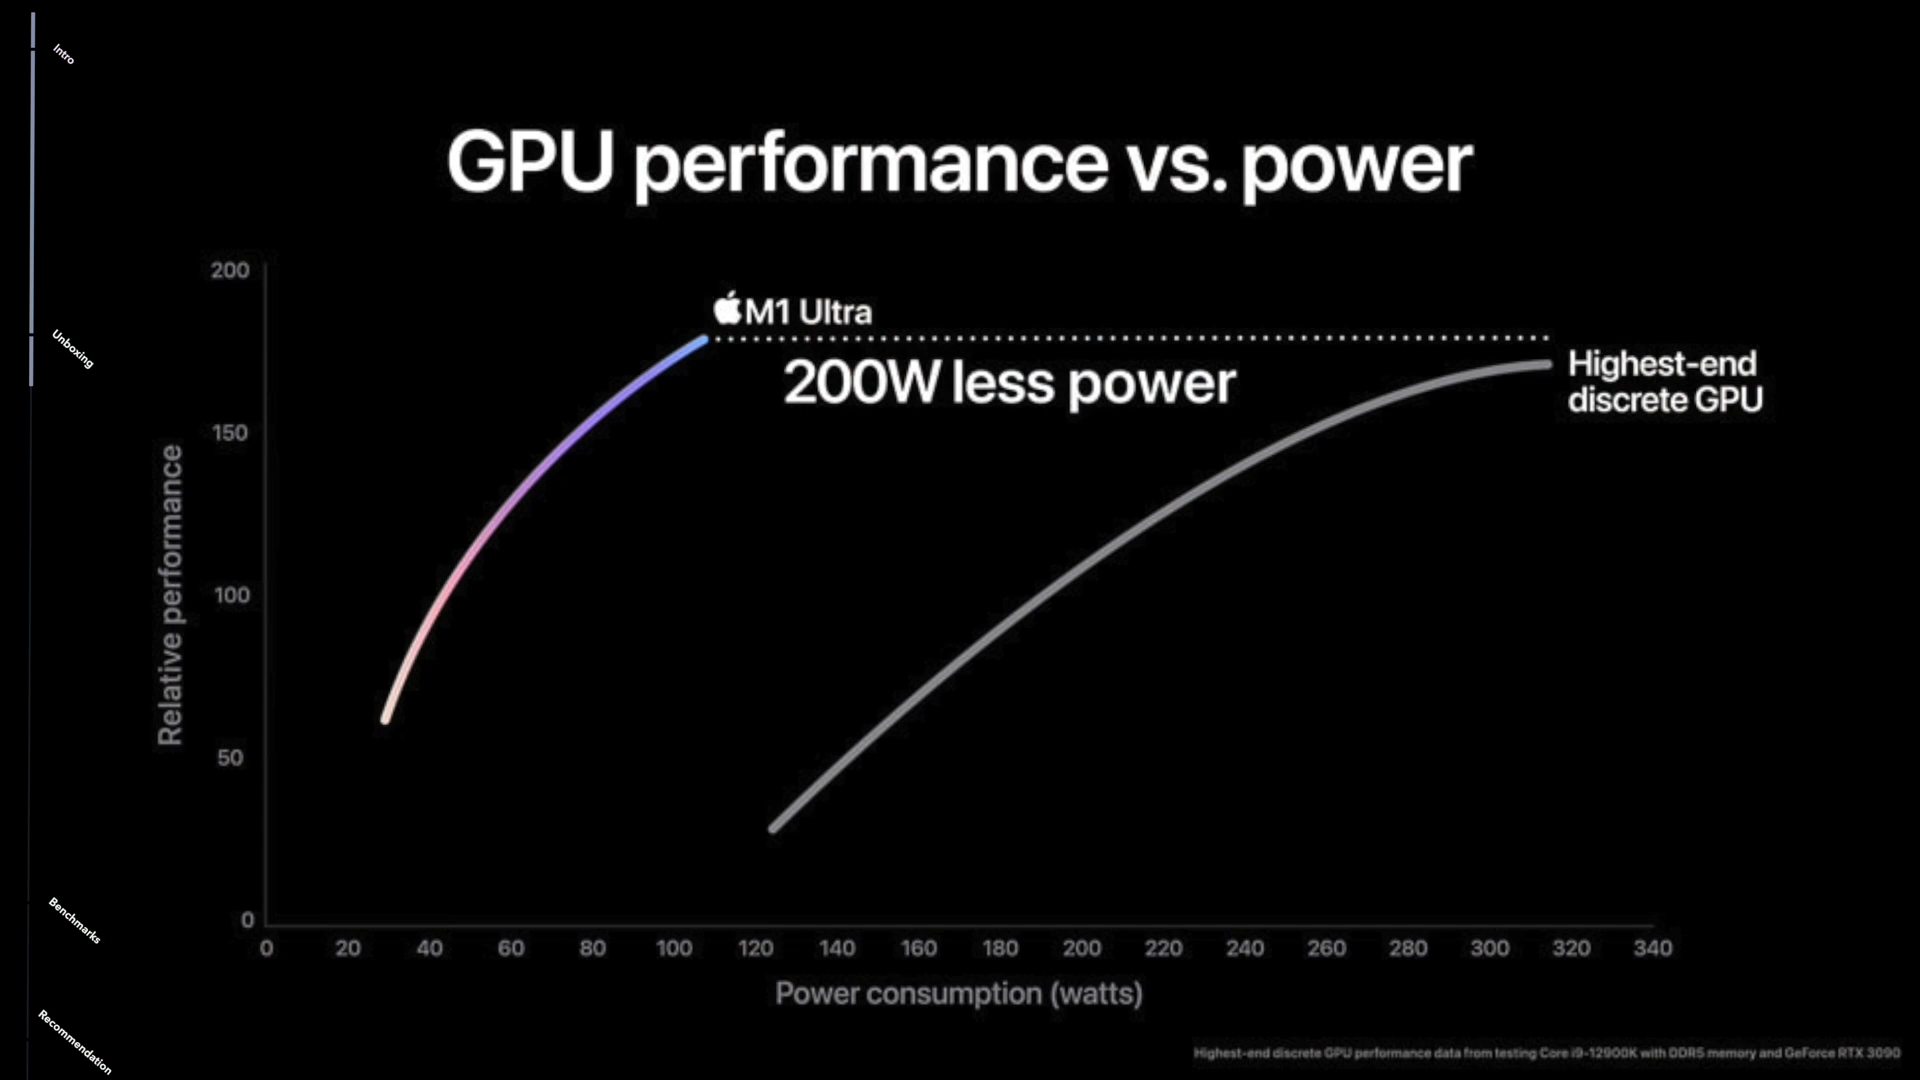 Intro
GPU performance vs. power
200
M1 Ultra
200W less power
Highest-end
discrete GPU
Unboxing
150
Relative performance
100
50
Benchmarks
0
0 20 40 60 80 100 120 140 160 180 200 220 240 260 280 300 320 340
Power consumption (watts)
Recommendation
Highest-end discrete GPU performance data from testing Core i9-12900K with DDR5 memory and GeForce RTX 3090